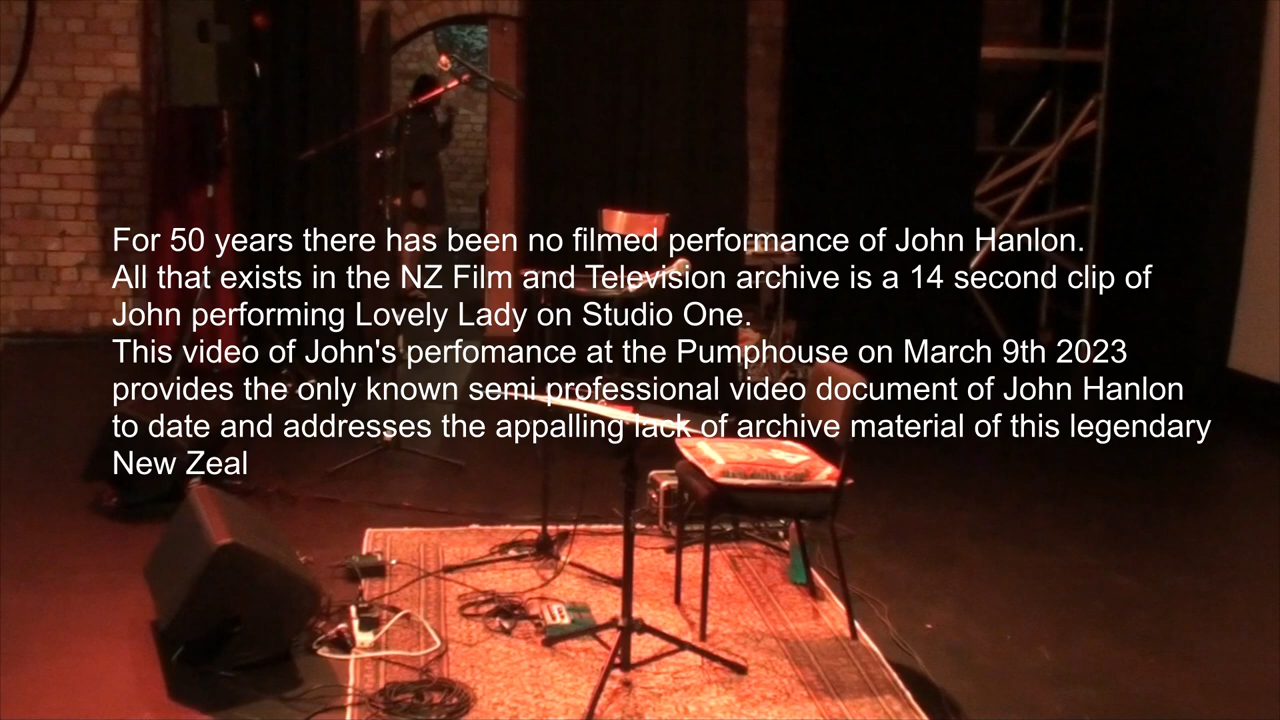 For 50 years there has been no filmed performance of John Hanlon.
All that exists in the NZ Film and Television archive is a 14 second clip of
John performing Lovely Lady on Studio One.
This video of John's perfomance at the Pumphouse on March 9th 2023
provides the only known semi professional video document of John Hanlon
to date and addresses the appalling lack of archive material of this legendary
New Zeal